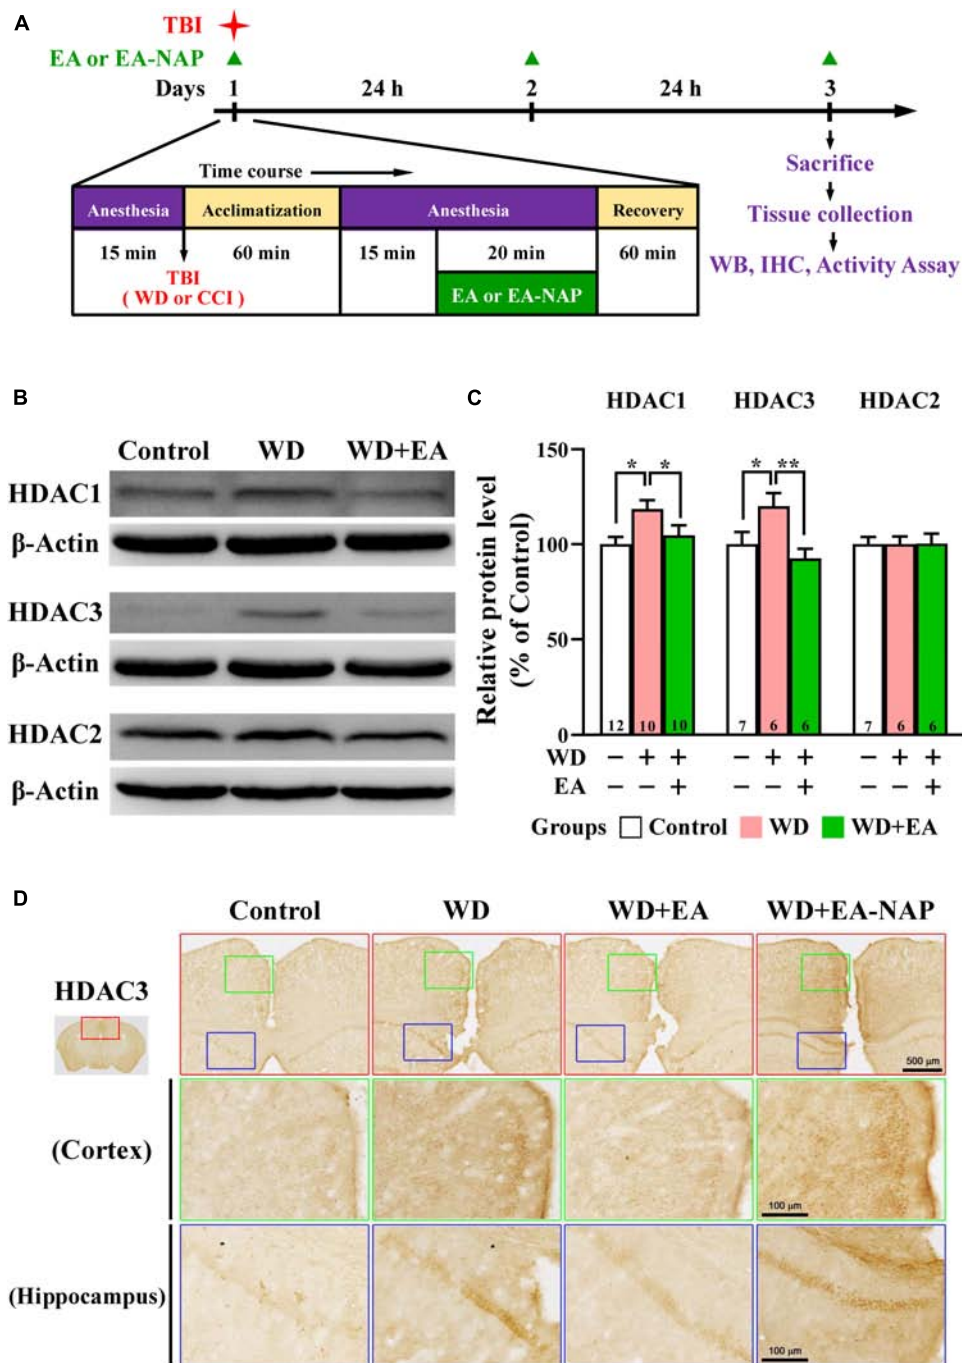 A
TBI
EA or EA-NAP
Days 1 24 h 2 24 h 3
Time course
Anesthesia Acclimatization Anesthesia Recovery
15 min 60 min 15 min 20 min 60 min
TBI
( WD or CCI )
EA or EA-NAP
Sacrifice
Tissue collection
WB, IHC, Activity Assay
B
Control WD WD+EA
HDAC1
β-Actin
HDAC3
β-Actin
HDAC2
β-Actin
C
HDAC1 HDAC3 HDAC2
Relative protein level
(% of Control)
150
100
50
0
* * * **
12 10 10 7 6 6 7 6 6
WD − + + − + + − + +
EA − − + − − + − − +
Groups Control WD WD+EA
D
Control WD WD+EA WD+EA-NAP
HDAC3
500 µm
(Cortex)
100 µm
(Hippocampus)
100 µm